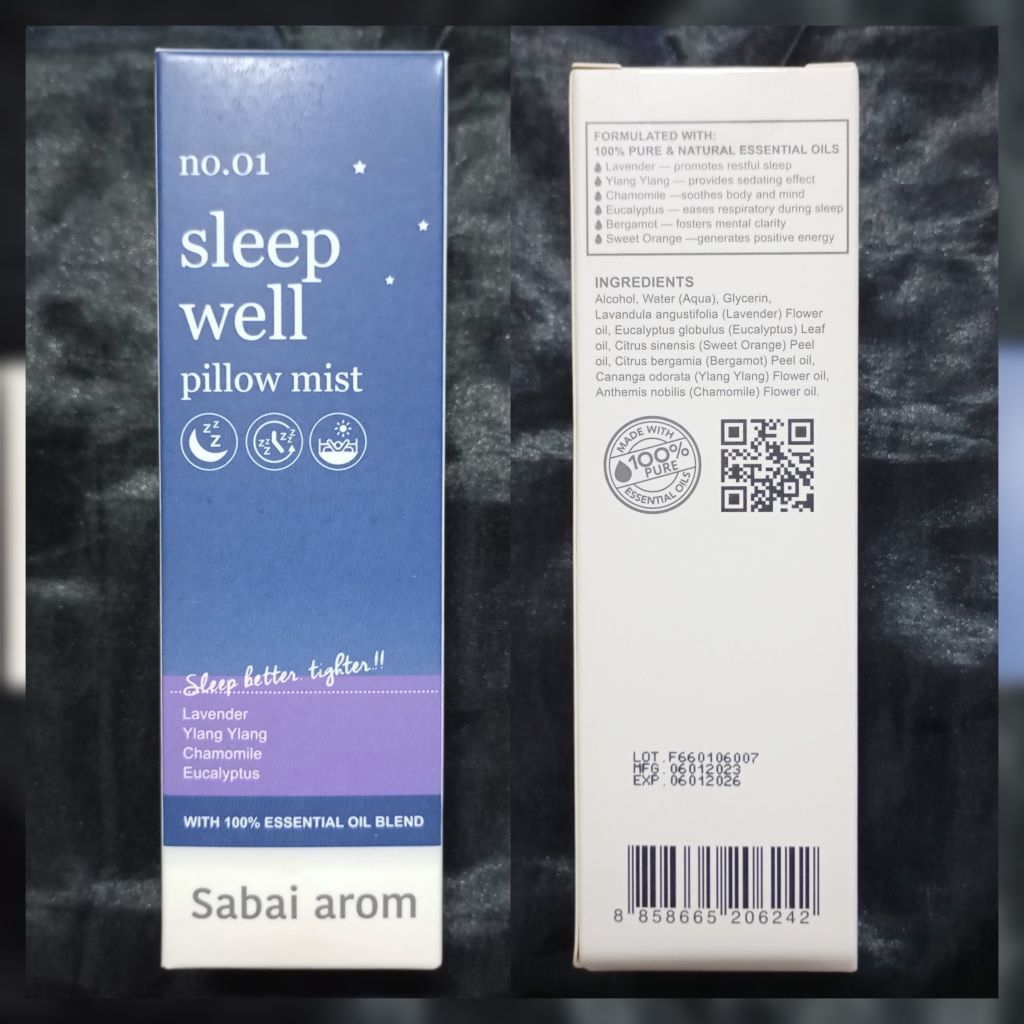 no.01
sleep
well
pillow mist
z z z
zz zz zz
Sleep better. tighter!!
Lavender
Ylang Ylang
Chamomile
Eucalyptus
WITH 100% ESSENTIAL OIL BLEND
Sabai arom
FORMULATED WITH:
100% PURE & NATURAL ESSENTIAL OILS
Lavender — promotes restful sleep
Ylang Ylang — provides sedating effect
Chamomile —soothes body and mind
Eucalyptus — eases respiratory during sleep
Bergamot — fosters mental clarity
Sweet Orange —generates positive energy
INGREDIENTS
Alcohol, Water (Aqua), Glycerin,
Lavandula angustifolia (Lavender) Flower
oil, Eucalyptus globulus (Eucalyptus) Leaf
oil, Citrus sinensis (Sweet Orange) Peel
oil, Citrus bergamia (Bergamot) Peel oil,
Cananga odorata (Ylang Ylang) Flower oil,
Anthemis nobilis (Chamomile) Flower oil.
MADE WITH
100%
PURE
ESSENTIAL OILS
LOT.F660106007
MFG.06012023
EXP.06012026
8 858665 206242